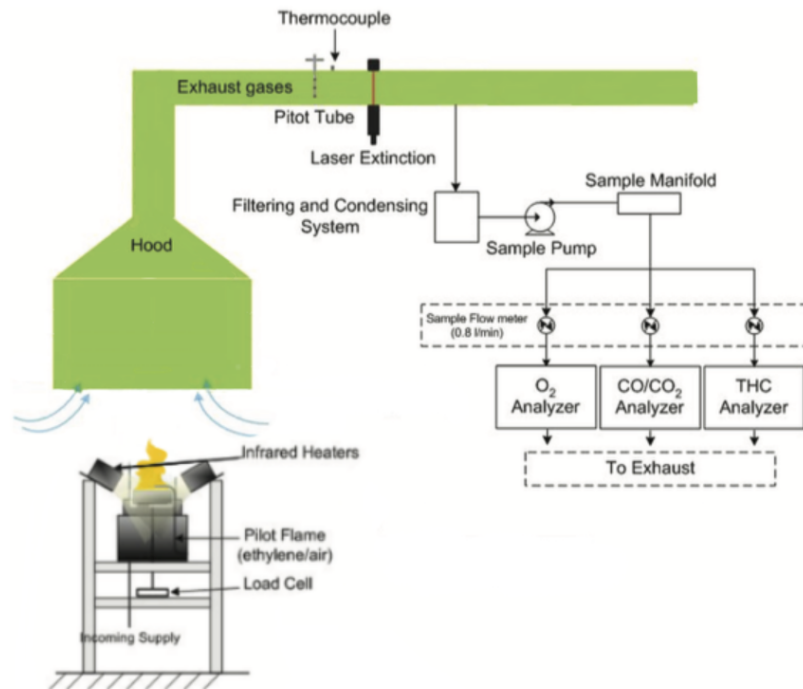 Thermocouple
Exhaust gases
Pitot Tube
Laser Extinction
Sample Manifold
Filtering and Condensing
System
Sample Pump
Hood
Sample Flow meter
(0.8 l/min)
O₂
Analyzer
CO/CO₂
Analyzer
THC
Analyzer
To Exhaust
Infrared Heaters
Pilot Flame
(ethylene/air)
Load Cell
Incoming Supply